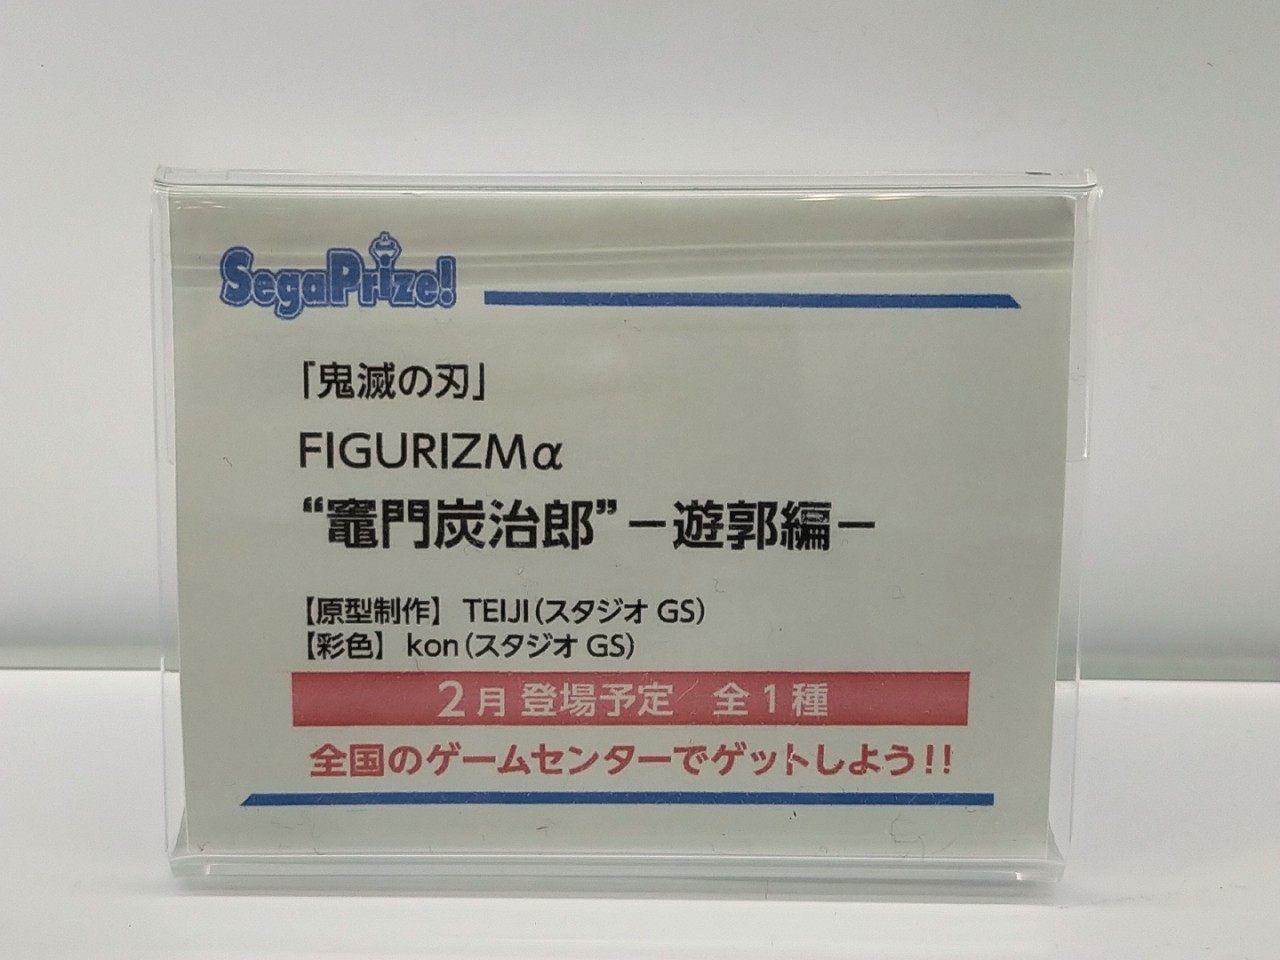 SegaPrize!
「鬼滅の刃」
FIGURIZMα
“竈門炭治郎”－遊郭編－
【原型制作】 TEIJI（スタジオ GS）
【彩色】 kon（スタジオ GS）
2月 登場予定　全1種
全国のゲームセンターでゲットしよう!!